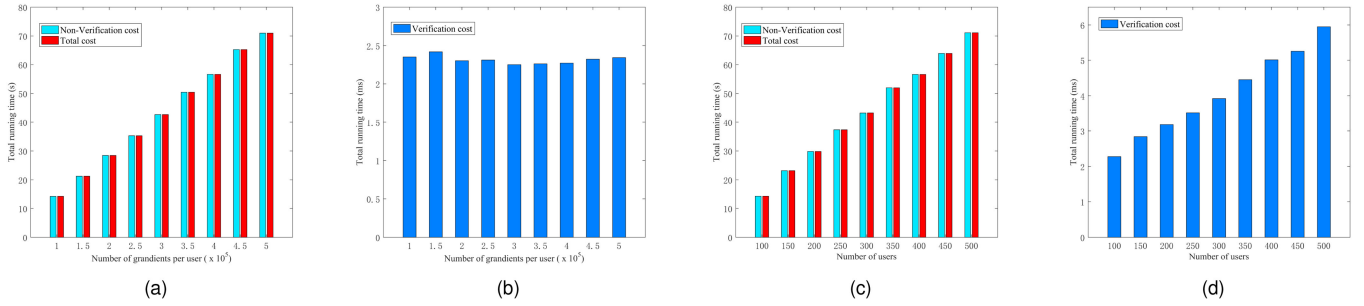 80
70
60
50
40
30
20
10
0
Total running time (s)
Non-Verification cost
Total cost
1 1.5 2 2.5 3 3.5 4 4.5 5
Number of grandients per user ( x 10^5)
(a)
3
2.5
2
1.5
1
0.5
0
Total running time (ms)
Verification cost
1 1.5 2 2.5 3 3.5 4 4.5 5
Number of grandients per user ( x 10^5)
(b)
80
70
60
50
40
30
20
10
0
Total running time (s)
Non-Verification cost
Total cost
100 150 200 250 300 350 400 450 500
Number of users
(c)
6
5
4
3
2
1
0
Total running time (ms)
Verification cost
100 150 200 250 300 350 400 450 500
Number of users
(d)